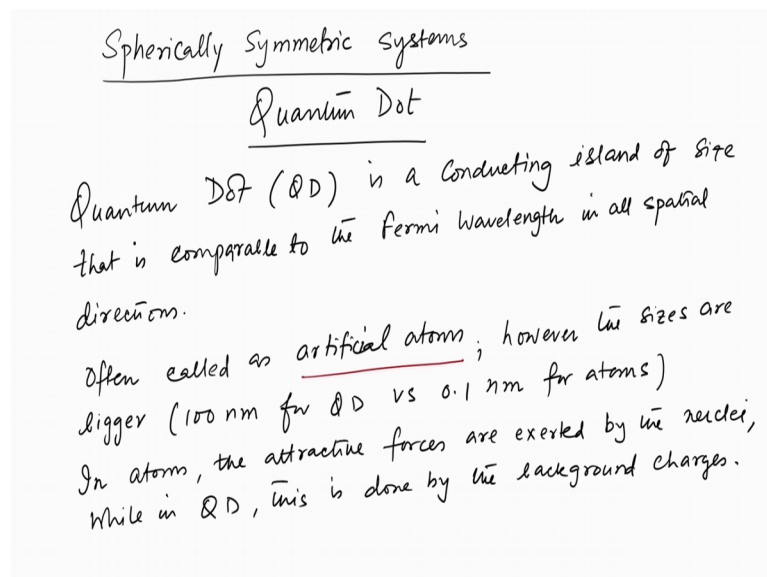 Spherically Symmetric Systems
Quantum Dot
Quantum Dot (QD) is a Conducting island of size
that is comparable to the Fermi Wavelength in all spatial
directions.
Often called as artificial atoms; however the sizes are
bigger (100 nm for QD vs 0.1 nm for atoms)
In atoms, the attractive forces are exerted by the nuclei,
While in QD, this is done by the background charges.